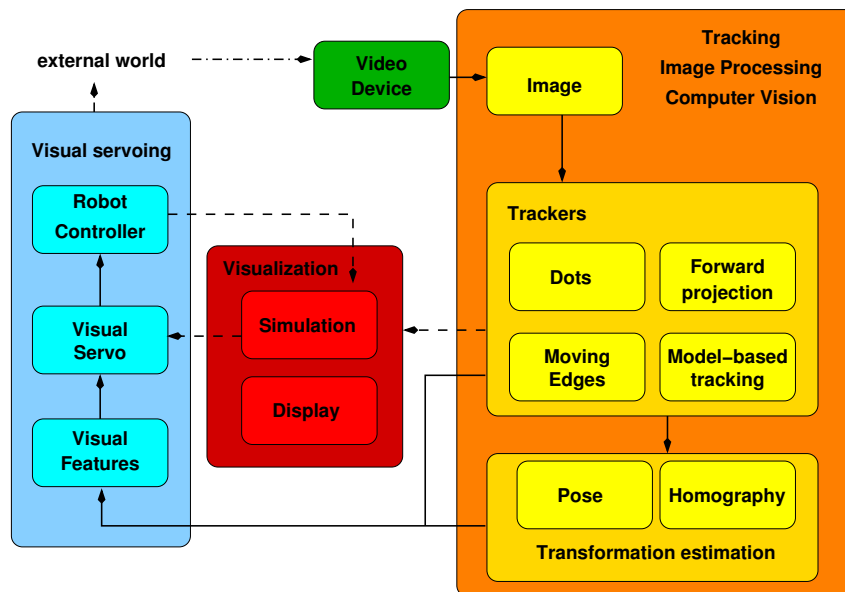 external world
Video
Device
Image
Tracking
Image Processing
Computer Vision
Visual servoing
Robot
Controller
Visual
Servo
Visual
Features
Visualization
Simulation
Display
Trackers
Dots
Forward
projection
Moving
Edges
Model−based
tracking
Pose
Homography
Transformation estimation